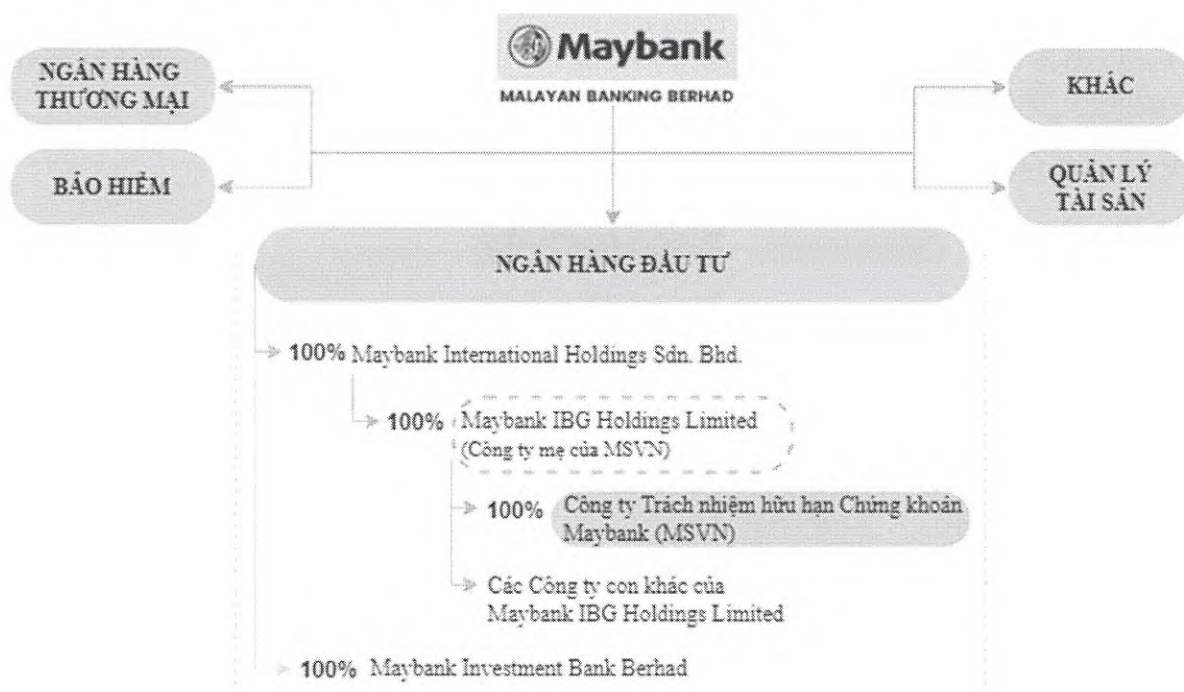 Maybank
MALAYAN BANKING BERHAD
NGÂN HÀNG
THƯƠNG MẠI
KHÁC
BẢO HIỂM
QUẢN LÝ
TÀI SẢN
NGÂN HÀNG ĐẦU TƯ
100% Maybank International Holdings Sdn. Bhd.
100% Maybank IBG Holdings Limited
(Công ty mẹ của MSVN)
100% Công ty Trách nhiệm hữu hạn Chứng khoán
Maybank (MSVN)
Các Công ty con khác của
Maybank IBG Holdings Limited
100% Maybank Investment Bank Berhad